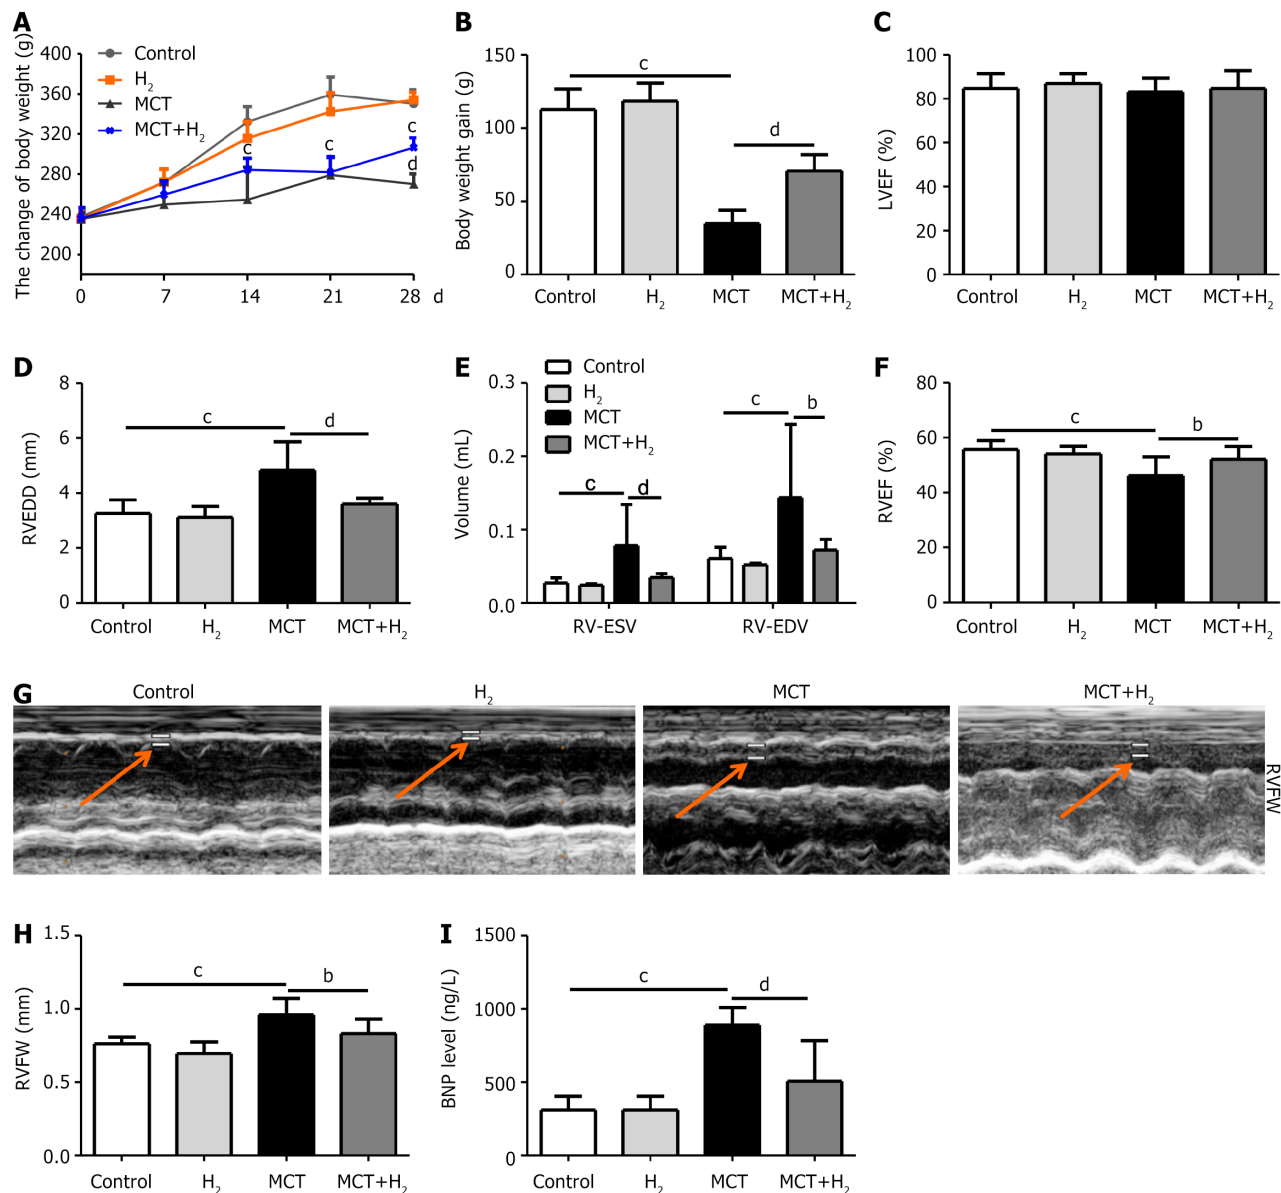 A
The change of body weight (g)
400
360
320
280
240
200
Control
H2
MCT
MCT+H2
c
c
c
d
0 7 14 21 28 d
B
Body weight gain (g)
150
100
50
0
c
d
Control H2 MCT MCT+H2
C
LVEF (%)
100
80
60
40
20
0
Control H2 MCT MCT+H2
D
RVEDD (mm)
8
6
4
2
0
c
d
Control H2 MCT MCT+H2
E
Volume (mL)
0.3
0.2
0.1
0.0
Control
H2
MCT
MCT+H2
c
d
c
b
RV-ESV RV-EDV
F
RVEF (%)
80
60
40
20
0
c
b
Control H2 MCT MCT+H2
G
Control H2 MCT MCT+H2
RVFW
H
RVFW (mm)
1.5
1.0
0.5
0.0
c
b
Control H2 MCT MCT+H2
I
BNP level (ng/L)
1500
1000
500
0
c
d
Control H2 MCT MCT+H2